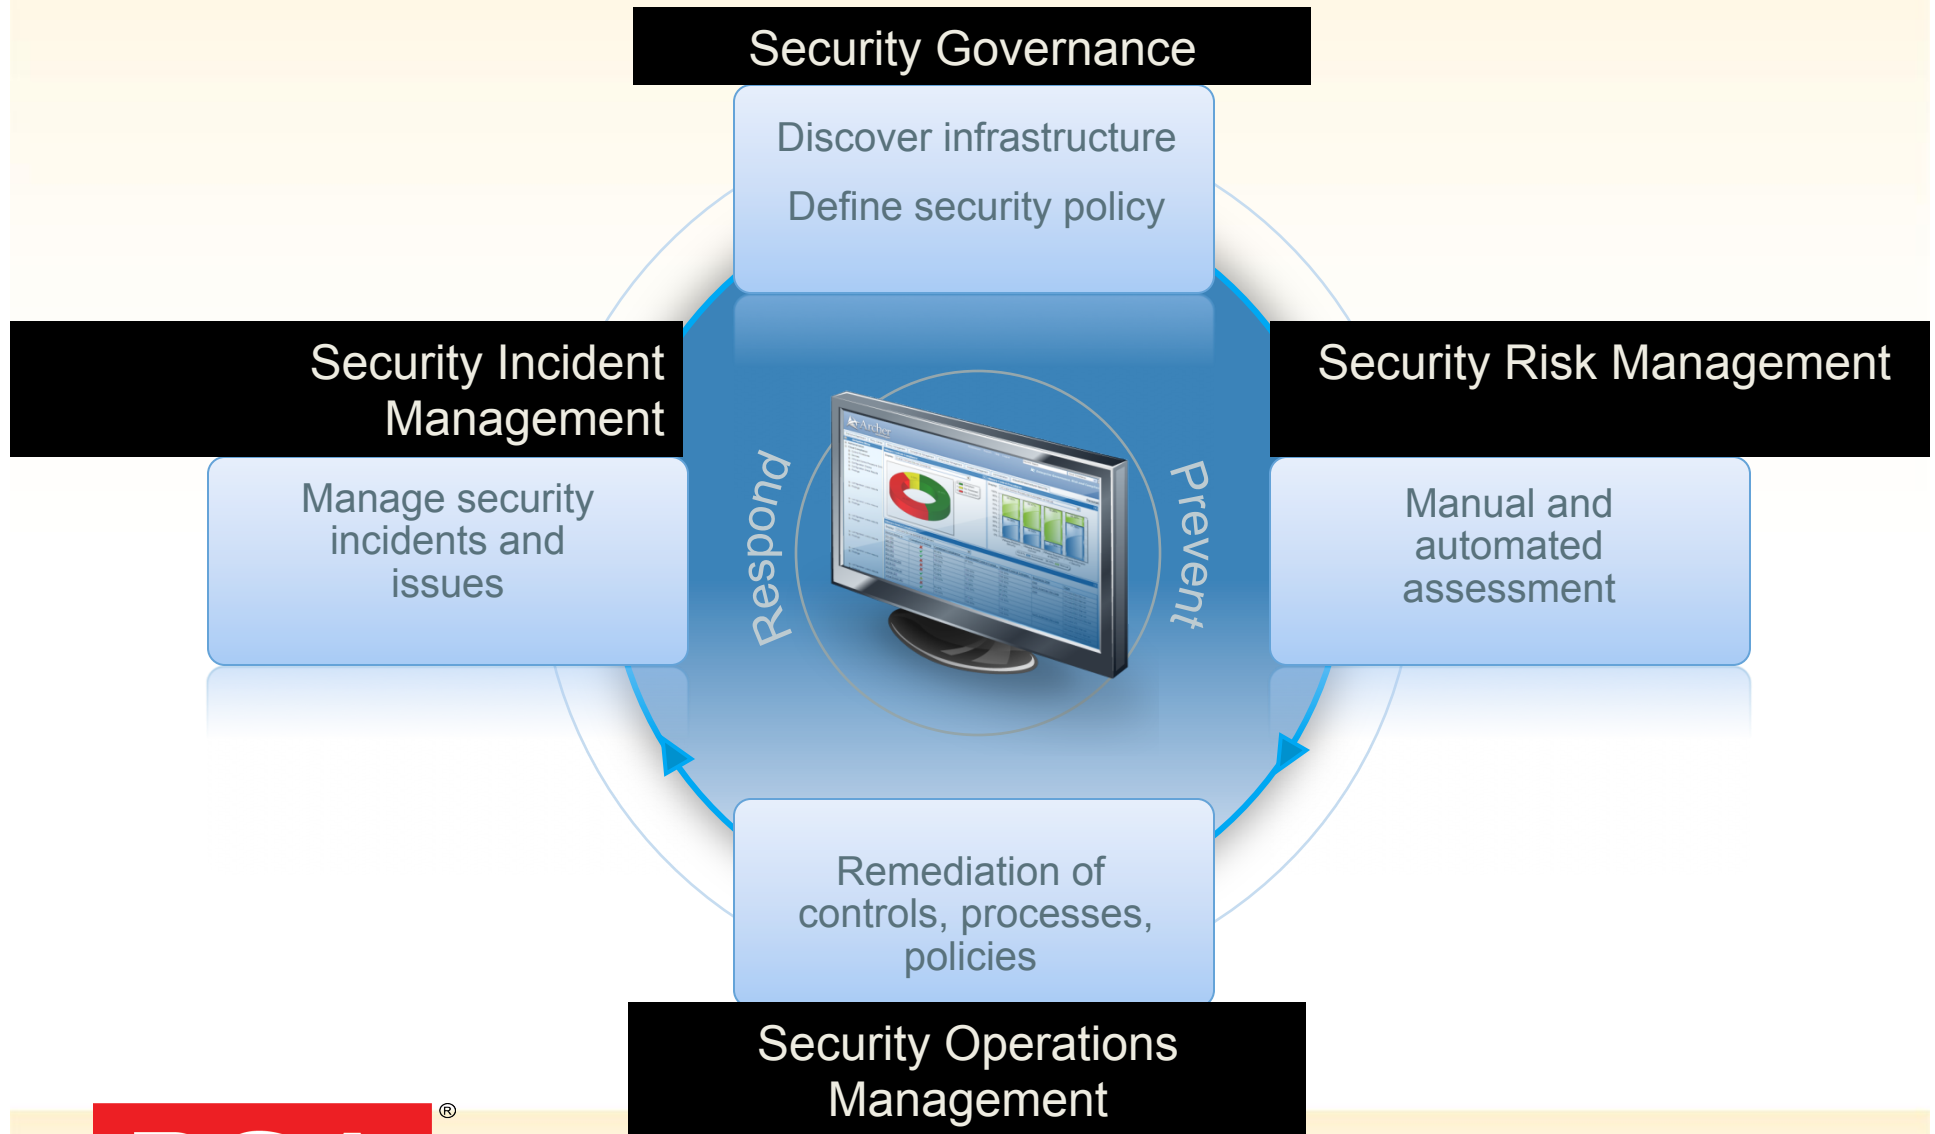 Security Governance
Discover infrastructure
Define security policy
Security Incident
Management
Manage security
incidents and
issues
Respond
Archer
Prevent
Security Risk Management
Manual and
automated
assessment
Remediation of
controls, processes,
policies
Security Operations
Management
®